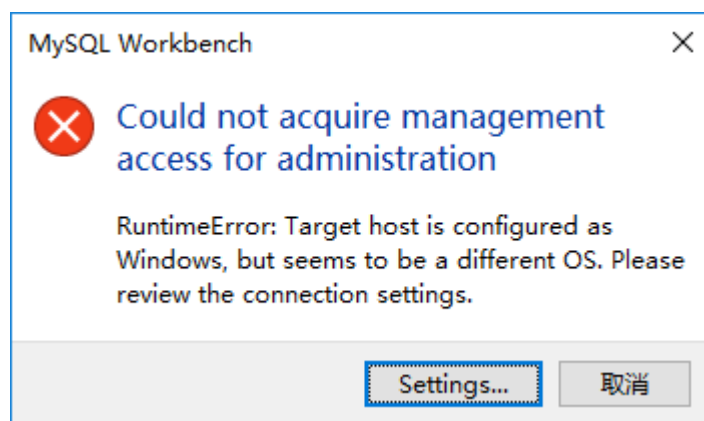 MySQL Workbench
Could not acquire management
access for administration
RuntimeError: Target host is configured as
Windows, but seems to be a different OS. Please
review the connection settings.
Settings...
取消